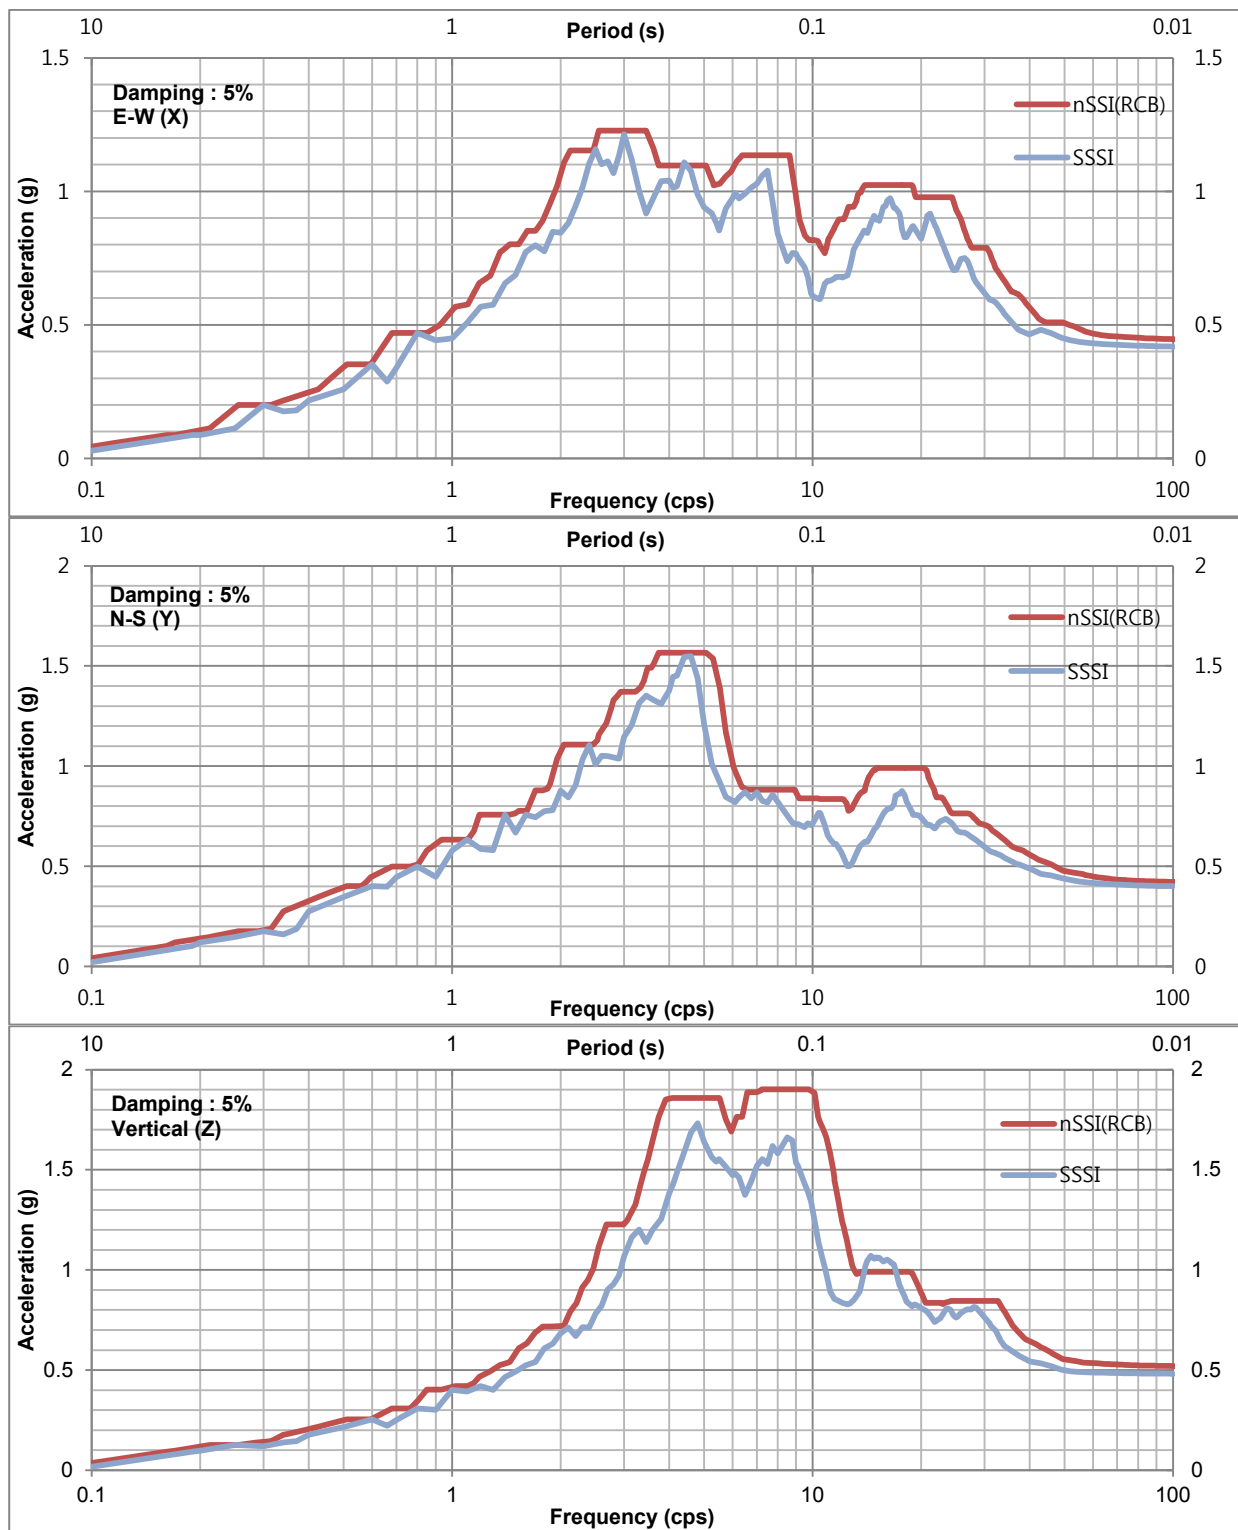 10 1 Period (s) 0.1 0.01
1.5 1.5
Damping : 5%
E-W (X)
nSSI(RCB)
SSSI
1 1
Acceleration (g)
0.5 0.5
0 0
0.1 1 10 100
Frequency (cps)
10 1 Period (s) 0.1 0.01
2 2
Damping : 5%
N-S (Y)
nSSI(RCB)
SSSI
1.5 1.5
Acceleration (g)
1 1
0.5 0.5
0 0
0.1 1 10 100
Frequency (cps)
10 1 Period (s) 0.1 0.01
2 2
Damping : 5%
Vertical (Z)
nSSI(RCB)
SSSI
1.5 1.5
Acceleration (g)
1 1
0.5 0.5
0 0
0.1 1 10 100
Frequency (cps)